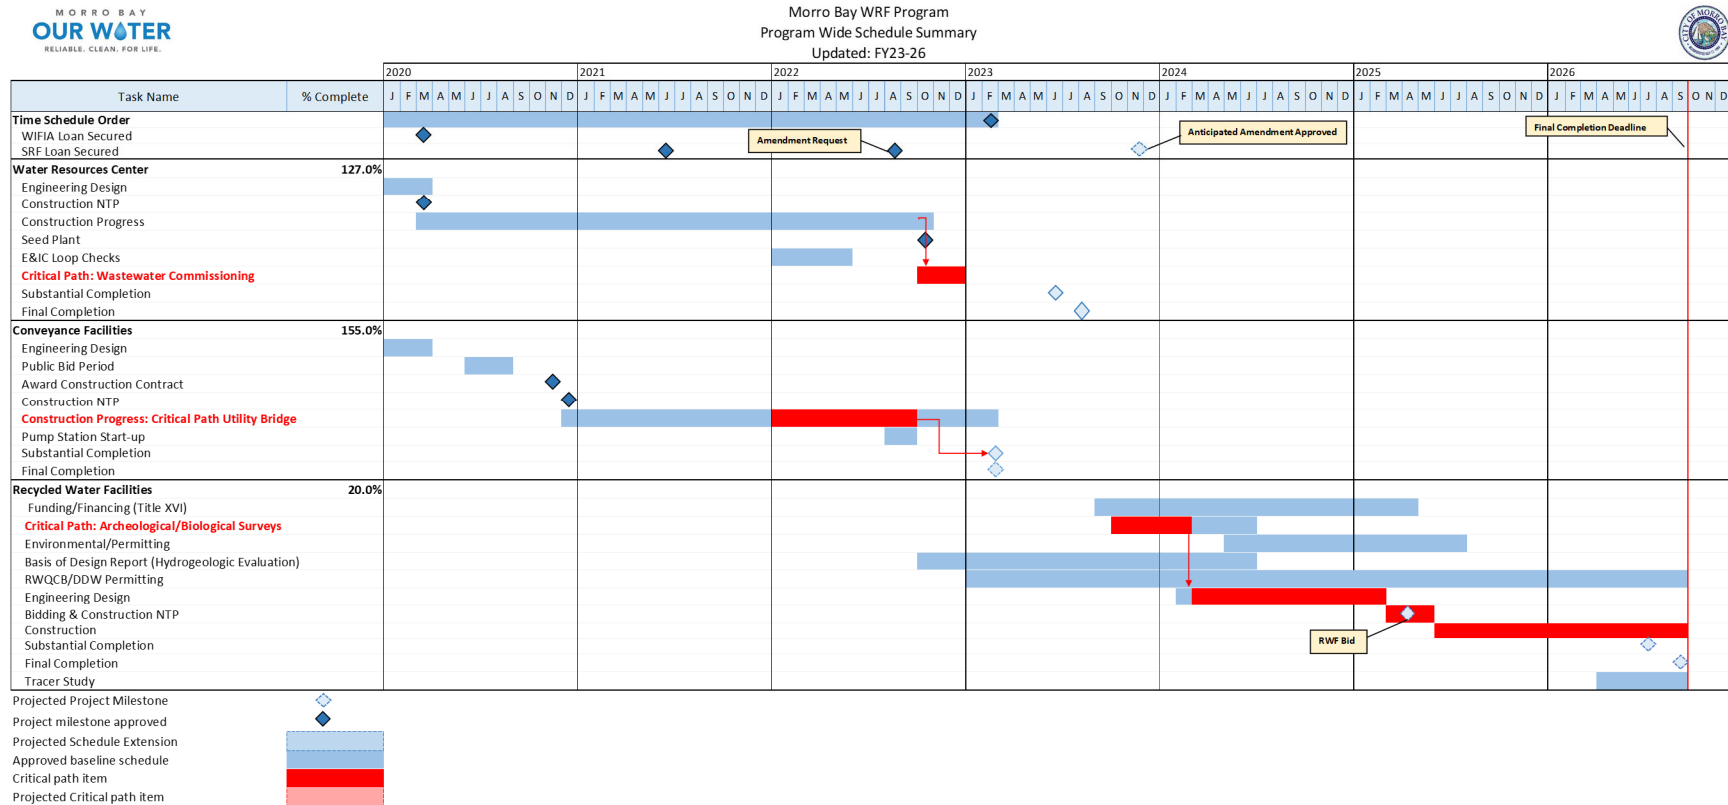 MORRO BAY
OUR WATER
RELIABLE. CLEAN. FOR LIFE.
Morro Bay WRF Program
Program Wide Schedule Summary
Updated: FY23-26
2020 2021 2022 2023 2024 2025 2026
Task Name % Complete J F M A M J J A S O N D J F M A M J J A S O N D J F M A M J J A S O N D J F M A M J J A S O N D J F M A M J J A S O N D J F M A M J J A S O N D J F M A M J J A S O N D
Time Schedule Order
WIFIA Loan Secured
Anticipated Amendment Approved
Final Completion Deadline
Amendment Request
SRF Loan Secured
Water Resources Center 127.0%
Engineering Design
Construction NTP
Construction Progress
Seed Plant
E&IC Loop Checks
Critical Path: Wastewater Commissioning
Substantial Completion
Final Completion
Conveyance Facilities 155.0%
Engineering Design
Public Bid Period
Award Construction Contract
Construction NTP
Construction Progress: Critical Path Utility Bridge
Pump Station Start-up
Substantial Completion
Final Completion
Recycled Water Facilities 20.0%
Funding/Financing (Title XVI)
Critical Path: Archeological/Biological Surveys
Environmental/Permitting
Basis of Design Report (Hydrogeologic Evaluation)
RWQCB/DDW Permitting
Engineering Design
Bidding & Construction NTP
Construction
RWF Bid
Substantial Completion
Final Completion
Tracer Study
Projected Project Milestone
Project milestone approved
Projected Schedule Extension
Approved baseline schedule
Critical path item
Projected Critical path item